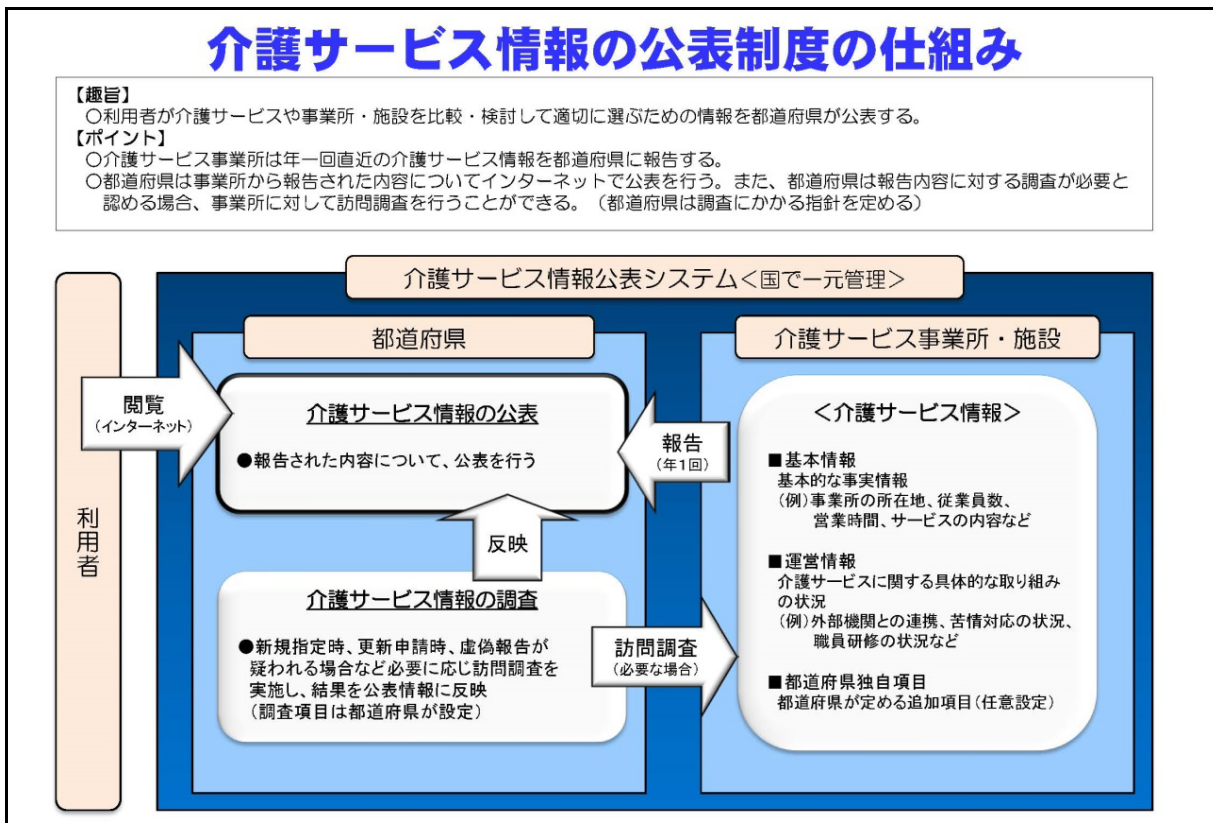 介護サービス情報の公表制度の仕組み
【趣旨】
○利用者が介護サービスや事業所・施設を比較・検討して適切に選ぶための情報を都道府県が公表する。
【ポイント】
○介護サービス事業所は年一回直近の介護サービス情報を都道府県に報告する。
○都道府県は事業所から報告された内容についてインターネットで公表を行う。また、都道府県は報告内容に対する調査が必要と
認める場合、事業所に対して訪問調査を行うことができる。（都道府県は調査にかかる指針を定める）
介護サービス情報公表システム＜国で一元管理＞
利用者
閲覧
（インターネット）
都道府県
介護サービス情報の公表
●報告された内容について、公表を行う
反映
介護サービス情報の調査
●新規指定時、更新申請時、虚偽報告が
疑われる場合など必要に応じ訪問調査を
実施し、結果を公表情報に反映
（調査項目は都道府県が設定）
報告
（年1回）
訪問調査
（必要な場合）
介護サービス事業所・施設
＜介護サービス情報＞
■基本情報
基本的な事実情報
（例）事業所の所在地、従業員数、
営業時間、サービスの内容など
■運営情報
介護サービスに関する具体的な取り組み
の状況
（例）外部機関との連携、苦情対応の状況、
職員研修の状況など
■都道府県独自項目
都道府県が定める追加項目（任意設定）